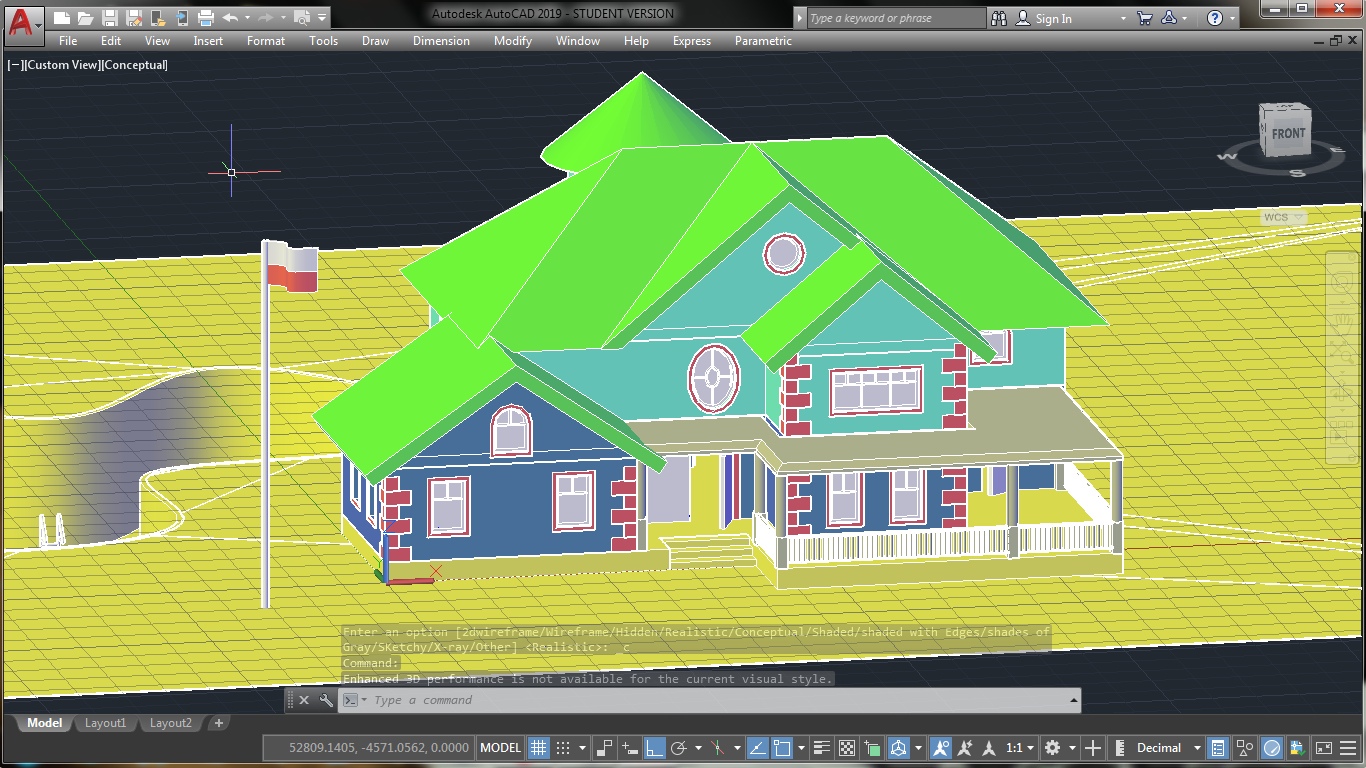 Autodesk AutoCAD 2019 - STUDENT VERSION
Type a keyword or phrase
Sign In
File Edit View Insert Format Tools Draw Dimension Modify Window Help Express Parametric
[−][Custom View][Conceptual]
FRONT
W
E
S
WCS
Enter an option [2dwireframe/Wireframe/Hidden/Realistic/Conceptual/Shaded/shaded with Edges/shades of
Gray/SKetchy/X-ray/Other] <Realistic>: _c
Command:
Enhanced 3D performance is not available for the current visual style.
Type a command
Model Layout1 Layout2 +
52809.1405, -4571.0562, 0.0000 MODEL 1:1 Decimal